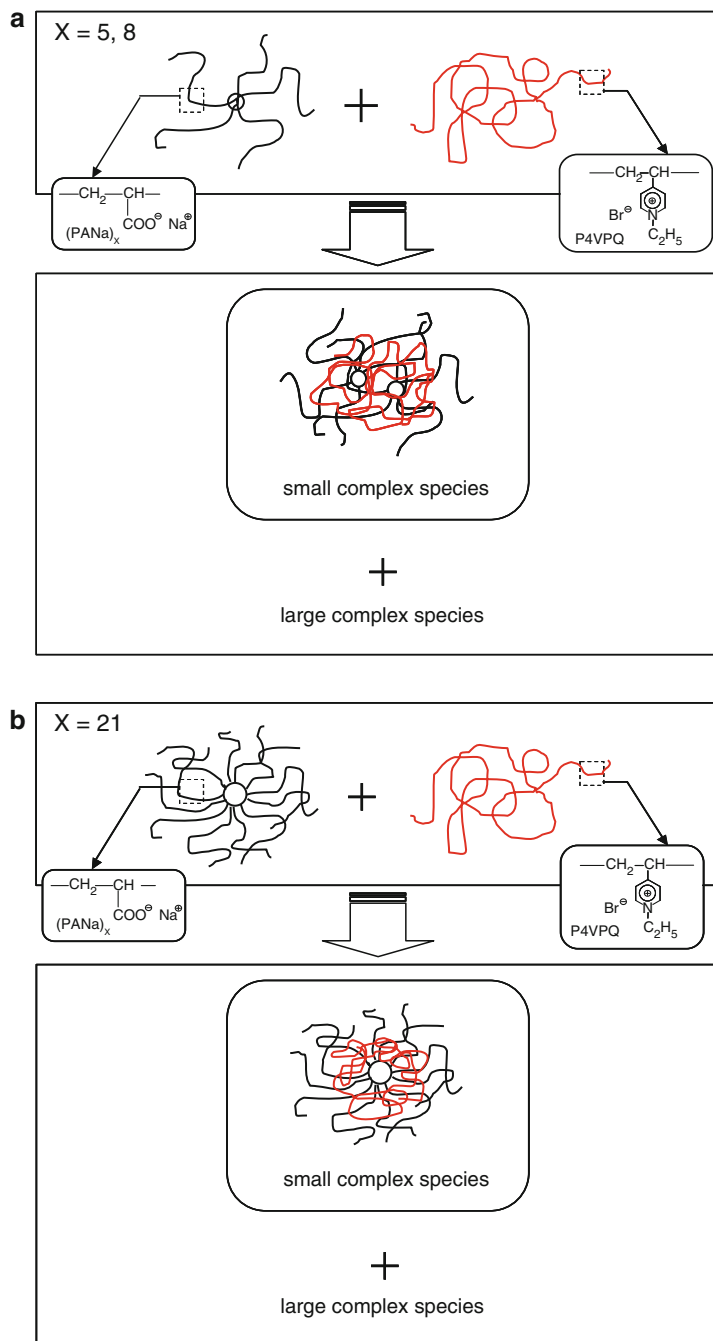 a
X = 5, 8
+
—CH₂—CH—
COO⊖ Na⊕
(PANa)ₓ
—CH₂—CH—
⊕
Br⊖
N
C₂H₅
P4VPQ
small complex species
+
large complex species
b
X = 21
+
—CH₂—CH—
COO⊖ Na⊕
(PANa)ₓ
—CH₂—CH—
⊕
Br⊖
N
C₂H₅
P4VPQ
small complex species
+
large complex species